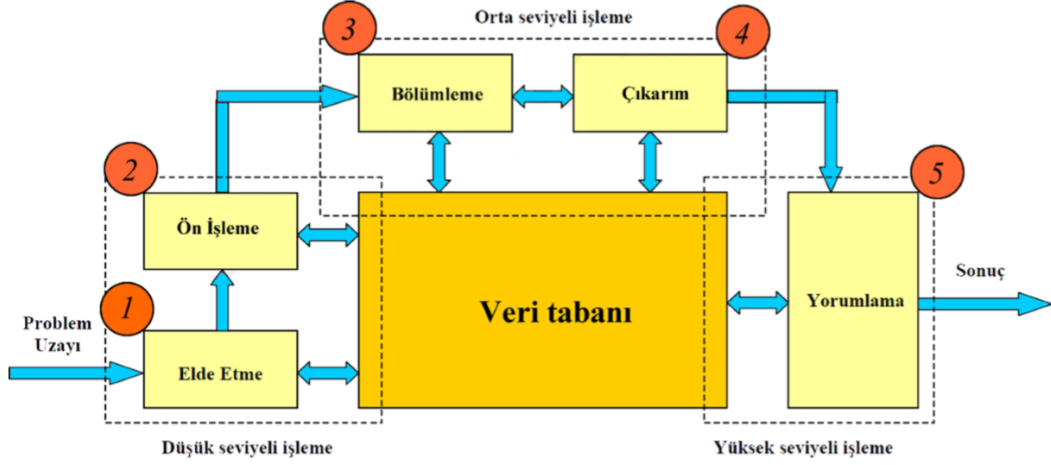 Orta seviyeli işleme
3
4
Bölümleme
Çıkarım
2
5
Ön İşleme
Sonuç
1
Veri tabanı
Yorumlama
Problem
Uzayı
Elde Etme
Düşük seviyeli işleme
Yüksek seviyeli işleme